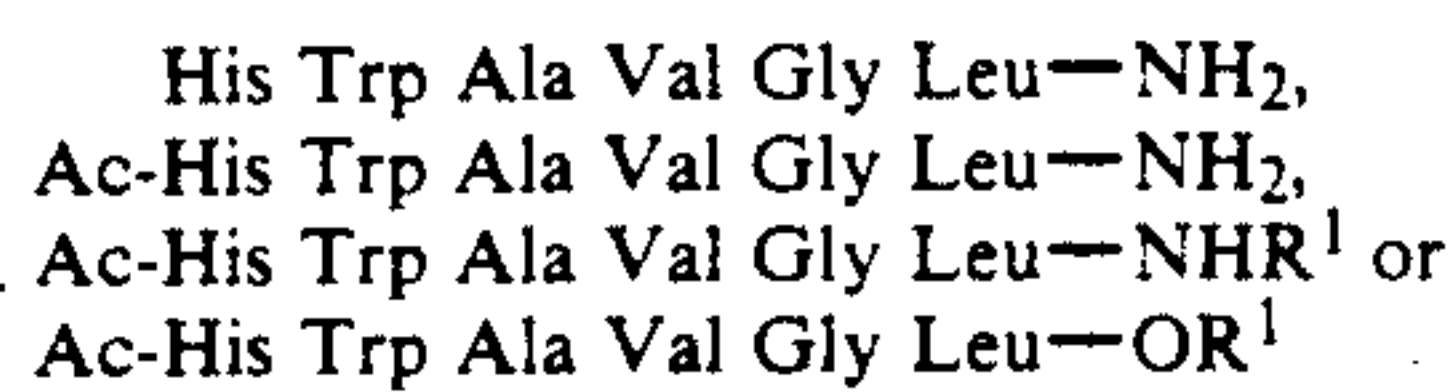 His Trp Ala Val Gly Leu—NH₂,
Ac-His Trp Ala Val Gly Leu—NH₂,
Ac-His Trp Ala Val Gly Leu—NHR¹ or
Ac-His Trp Ala Val Gly Leu—OR¹